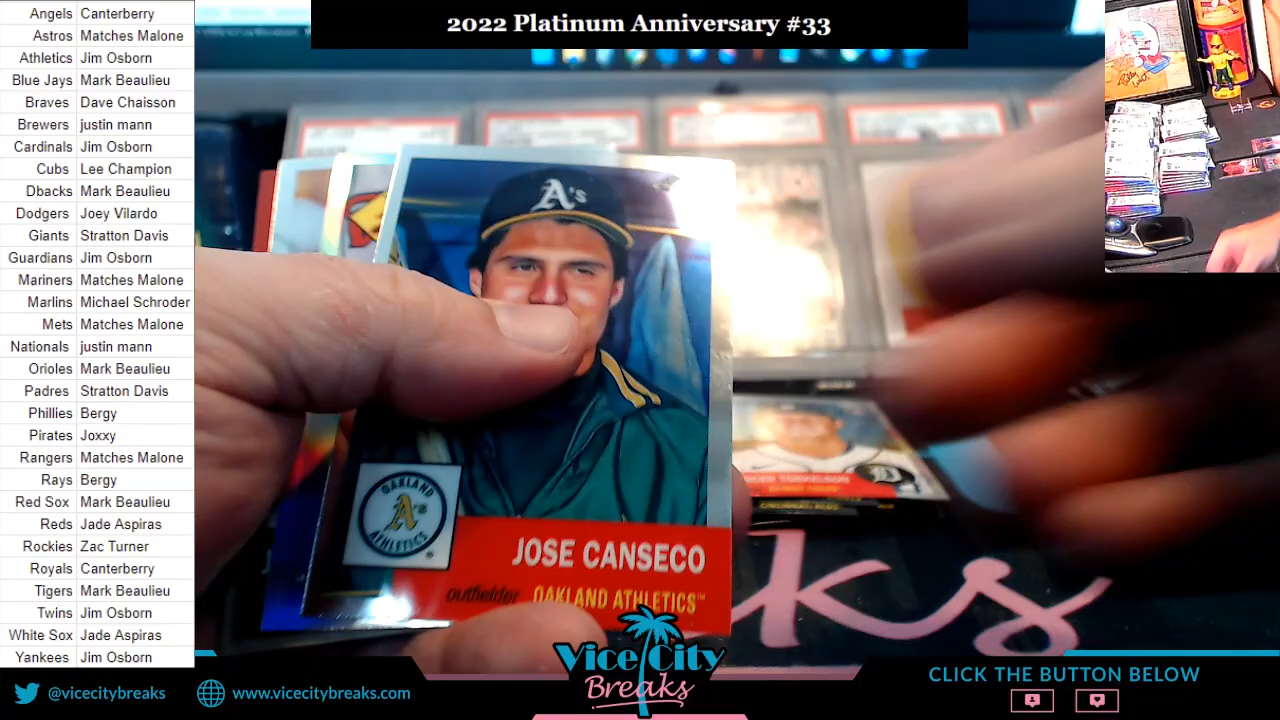 2022 Platinum Anniversary #33
Angels Canterberry
Astros Matches Malone
Athletics Jim Osborn
Blue Jays Mark Beaulieu
Braves Dave Chaisson
Brewers justin mann
Cardinals Jim Osborn
Cubs Lee Champion
Dbacks Mark Beaulieu
Dodgers Joey Vilardo
Giants Stratton Davis
Guardians Jim Osborn
Mariners Matches Malone
Marlins Michael Schroder
Mets Matches Malone
Nationals justin mann
Orioles Mark Beaulieu
Padres Stratton Davis
Phillies Bergy
Pirates Joxxy
Rangers Matches Malone
Rays Bergy
Red Sox Mark Beaulieu
Reds Jade Aspiras
Rockies Zac Turner
Royals Canterberry
Tigers Mark Beaulieu
Twins Jim Osborn
White Sox Jade Aspiras
Yankees Jim Osborn
A's
OAKLAND
A's
ATHLETICS
JOSE CANSECO
outfielder OAKLAND ATHLETICS™
CINCINNATI REDS
aks
Vice City
Breaks
@vicecitybreaks
www.vicecitybreaks.com
CLICK THE BUTTON BELOW